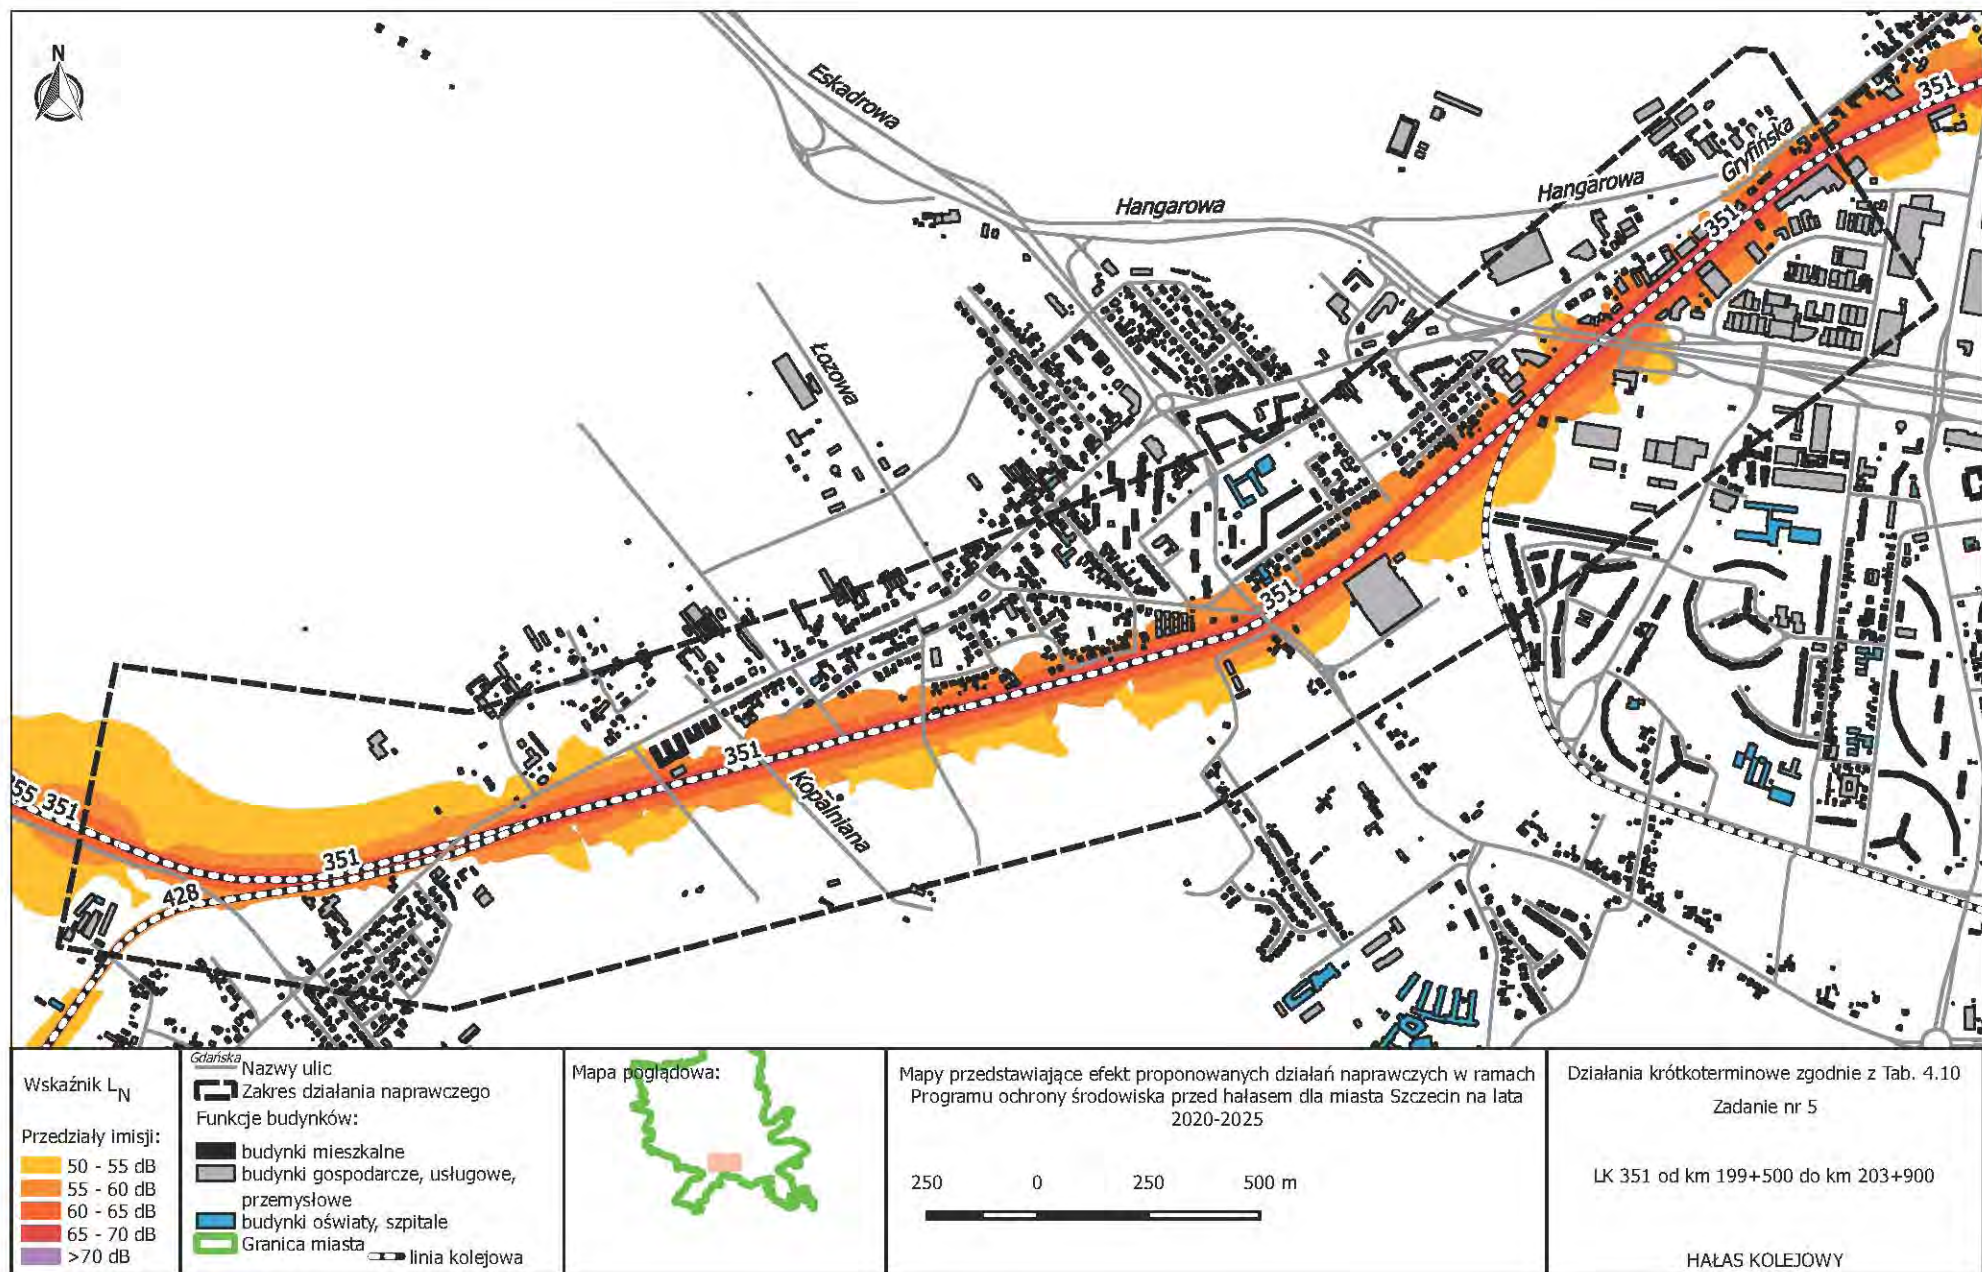 N
Eskadrowa
Hangarowa
Hangarowa
Gryfińska
351
351
Łozowa
351
351
Kopalniana
351
351
428
Wskaźnik L_N
Przedziały imisji:
50 - 55 dB
55 - 60 dB
60 - 65 dB
65 - 70 dB
>70 dB
Gdańska
Nazwy ulic
Zakres działania naprawczego
Funkcje budynków:
budynki mieszkalne
budynki gospodarcze, usługowe,
przemysłowe
budynki oświaty, szpitale
Granica miasta
linia kolejowa
Mapa poglądowa:
Mapy przedstawiające efekt proponowanych działań naprawczych w ramach
Programu ochrony środowiska przed hałasem dla miasta Szczecin na lata
2020-2025
250 0 250 500 m
Działania krótkoterminowe zgodnie z Tab. 4.10
Zadanie nr 5
LK 351 od km 199+500 do km 203+900
HAŁAS KOLEJOWY